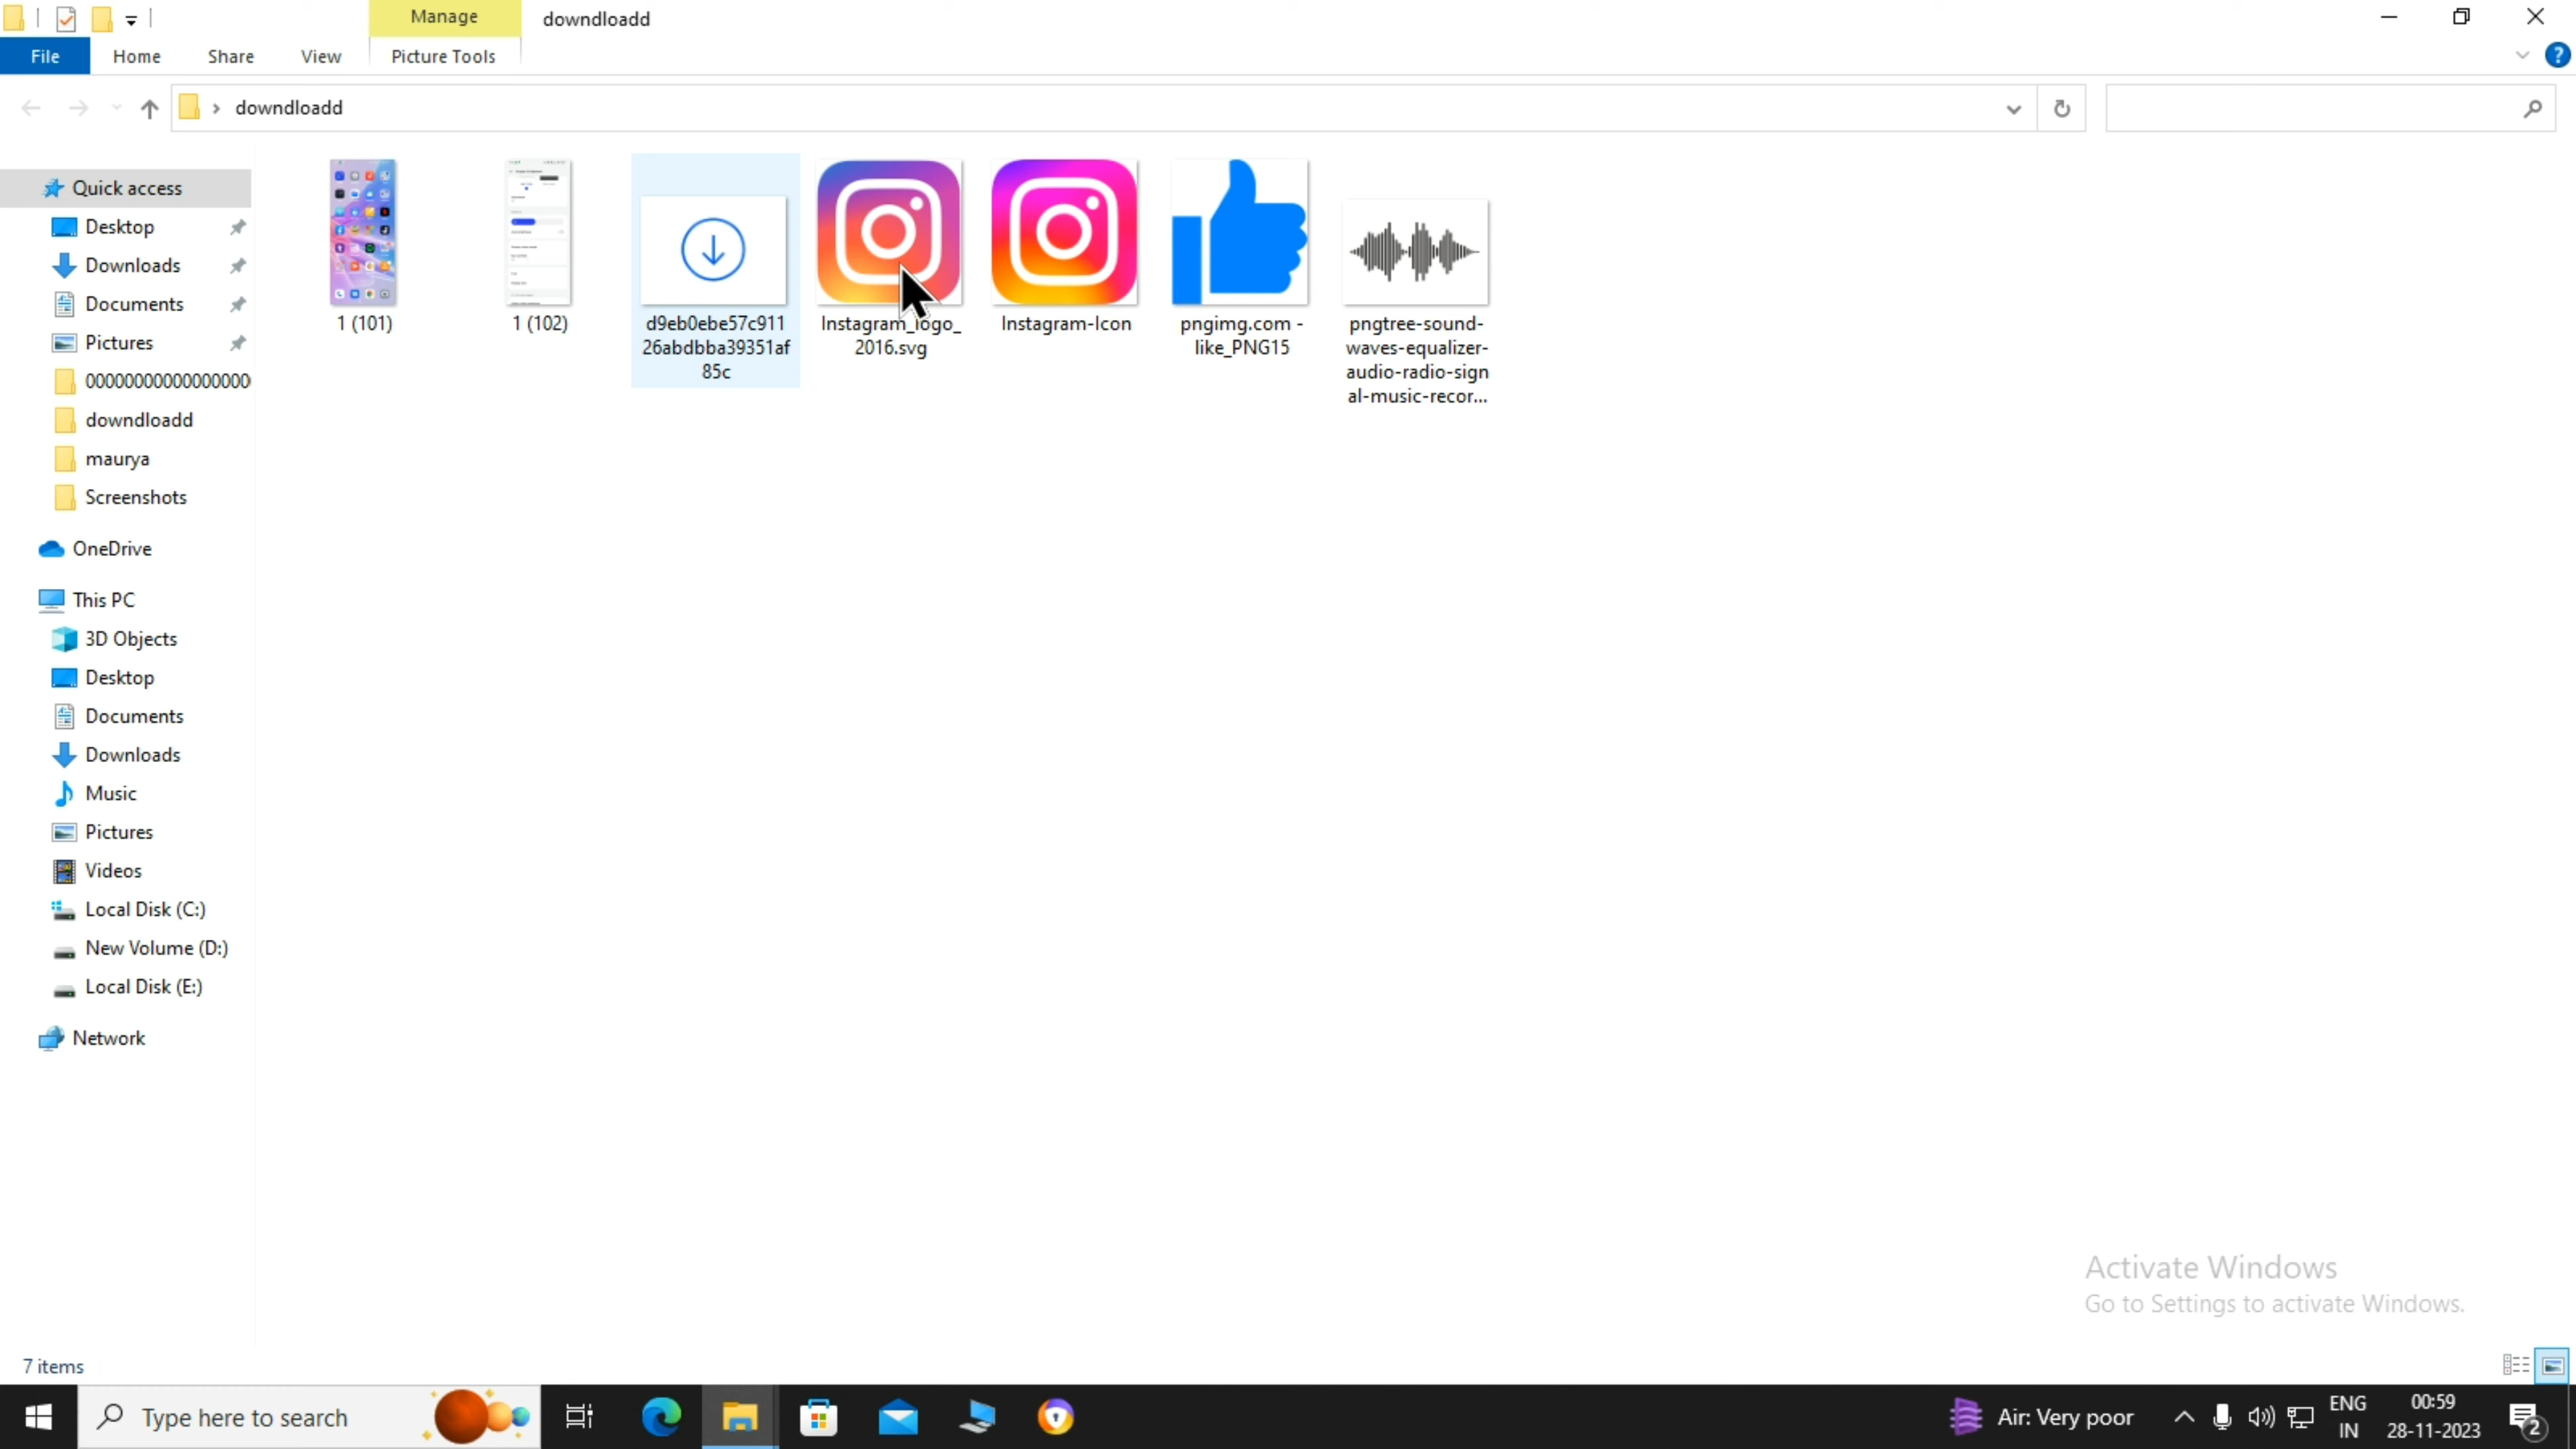 Manage
downdloadd
File
Home
Share
View
Picture Tools
downdloadd
Quick access
Desktop
Downloads
Documents
Pictures
downdloadd
maurya
Screenshots
OneDrive
This PC
3D Objects
Desktop
Documents
Downloads
Music
Pictures
Videos
Local Disk (C:)
New Volume (D:)
Local Disk (E:)
Network
1 (101)
1 (102)
d9eb0ebe57c911
26abdbba39351af
85c
Instagram_logo_
2016.svg
Instagram-Icon
pngimg.com -
like_PNG15
pngtree-sound-
waves-equalizer-
audio-radio-sign
al-music-recor...
Activate Windows
Go to Settings to activate Windows.
7 items
Type here to search
Air: Very poor
ENG
IN
00:59
28-11-2023
2